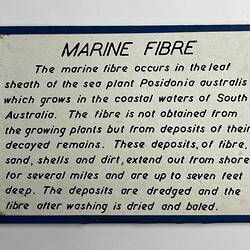 MARINE FIBRE
The marine fibre occurs in the leaf
sheath of the sea plant Posidonia australis
which grows in the coastal waters of South
Australia. The fibre is not obtained from
the growing plants but from deposits of their
decayed remains. These deposits, of fibre,
sand, shells and dirt, extend out from shore
for several miles and are up to seven feet
deep. The deposits are dredged and the
fibre after washing is dried and baled.